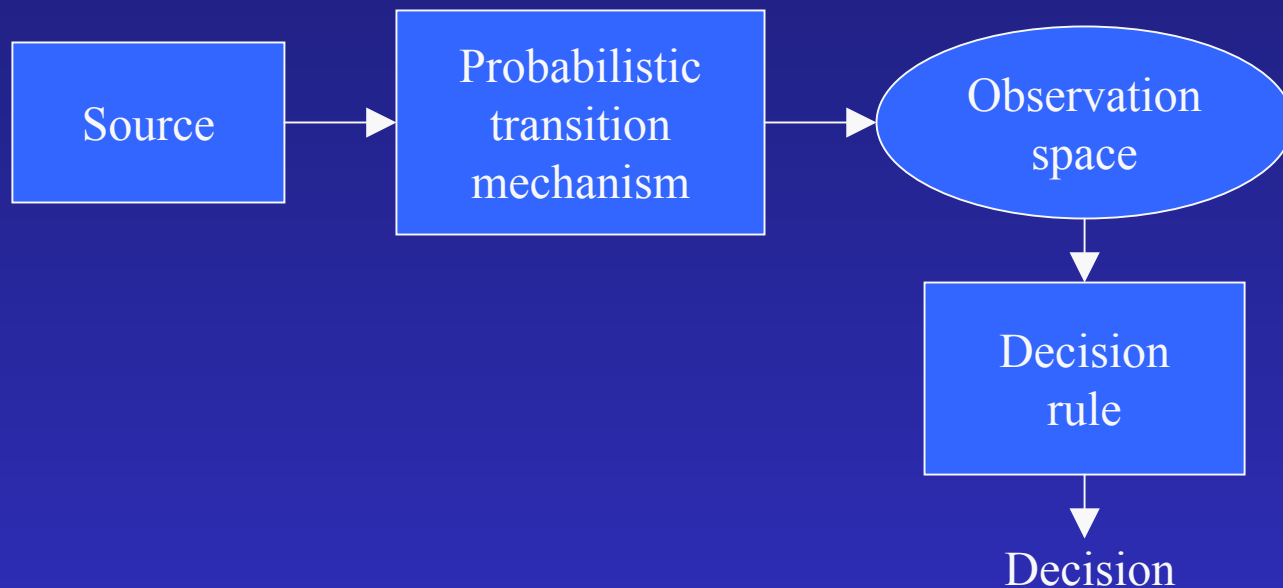 Source
Probabilistic
transition
mechanism
Observation
space
Decision
rule
Decision